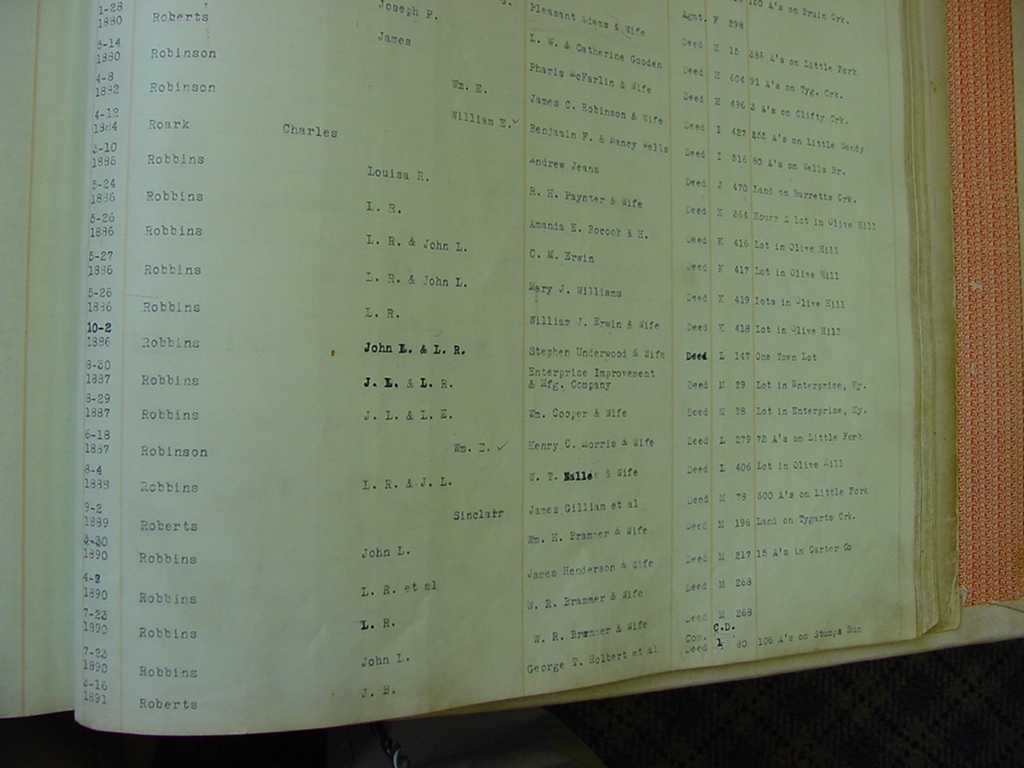 185 A's on Bruin Crk.
Agmt. F 298
Pleasant Adams & Wife Deed M 15 285 A's on Little Fork
1-28
1880 Roberts Joseph P. L. W. & Catherine Gooden Deed H 604 91 A's on Tyg. Crk.
James Pharis McFarlin & Wife Deed H 496 3 A's on Clifty Crk.
5-14
1880 Robinson Wm. E. James C. Robinson & Wife Deed I 427 255 A's on Little Sandy
4-8
1882 Robinson William E. Benjamin F. & Nancy Wells Deed I 516 80 A's on Wells Br.
4-12
1884 Roark Charles Andrew Jeans Deed J 470 Land on Barretts Crk.
3-10
1886 Robbins Louisa R. R. H. Paynter & Wife Deed K 264 House & lot in Olive Hill
5-24
1886 Robbins L. R. Amanda E. Bocook & H. Deed K 416 Lot in Olive Hill
5-26
1886 Robbins L. R. & John L. C. M. Erwin Deed K 417 Lot in Olive Hill
5-27
1886 Robbins L. R. & John L. Mary J. Williams Deed K 419 lots in Olive Hill
5-26
1886 Robbins L. R. William J. Erwin & Wife Deed K 418 Lot in Olive Hill
10-2
1886 Robbins John L. & L. R. Stephen Underwood & Wife Deed L 147 One Town Lot
8-30
1887 Robbins J. L. & L. R. Enterprise Improvement
& Mfg. Company Deed M 29 Lot in Enterprise, Ky.
8-29
1887 Robbins J. L. & L. E. Wm. Cooper & Wife Deed M 28 Lot in Enterprise, Ky.
6-18
1887 Robinson Wm. E. Henry C. Morris & Wife Deed L 279 72 A's on Little Fork
8-4
1888 Robbins L. R. & J. L. W. T. Nalle & Wife Deed L 406 Lot in Olive Hill
9-2
1889 Roberts Sinclair James Gilliam et al Deed M 78 600 A's on Little Fork
1890 Robbins John L. Wm. H. Brammer & Wife Deed M 196 Land on Tygarts Crk.
1890 Robbins L. R. et al James Henderson & Wife Deed M 217 15 A's in Carter Co
7-23
1890 Robbins L. R. W. R. Brammer & Wife Deed M 268
7-23
1890 Robbins John L. W. R. Brammer & Wife Deed M 268
2-16
1891 Roberts J. B. George T. Holbert et al Com. C.D.
Deed 1 80 106 A's on Stumps Run